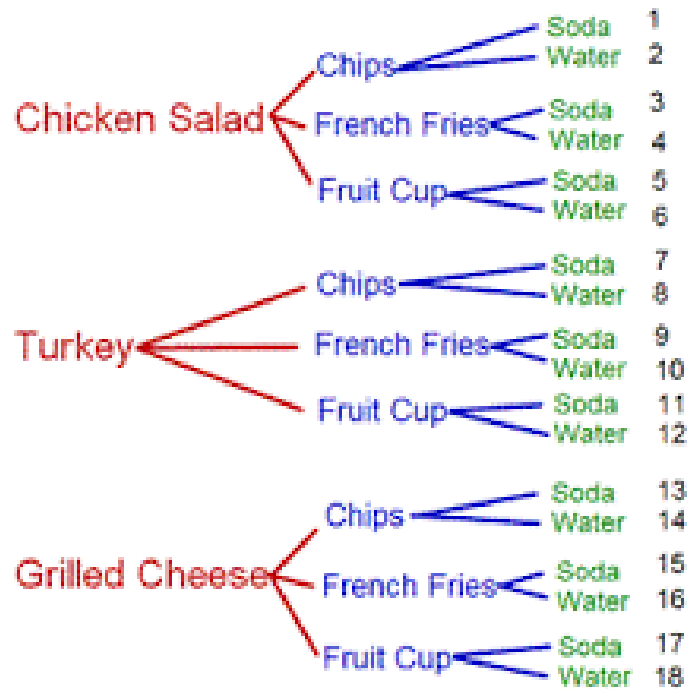 Soda 1
Chips Water 2
Chicken Salad French Fries Soda 3
Water 4
Fruit Cup Soda 5
Water 6
Chips Soda 7
Water 8
Turkey French Fries Soda 9
Water 10
Fruit Cup Soda 11
Water 12
Chips Soda 13
Water 14
Grilled Cheese French Fries Soda 15
Water 16
Fruit Cup Soda 17
Water 18